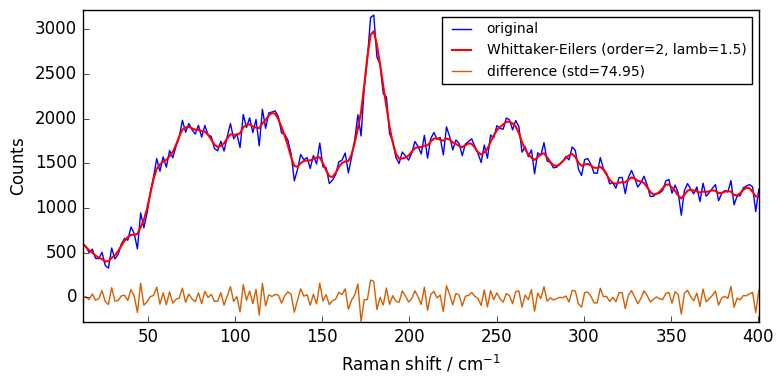 original
Whittaker-Eilers (order=2, lamb=1.5)
difference (std=74.95)
Counts
3000
2500
2000
1500
1000
500
0
50 100 150 200 250 300 350 400
Raman shift / cm⁻¹